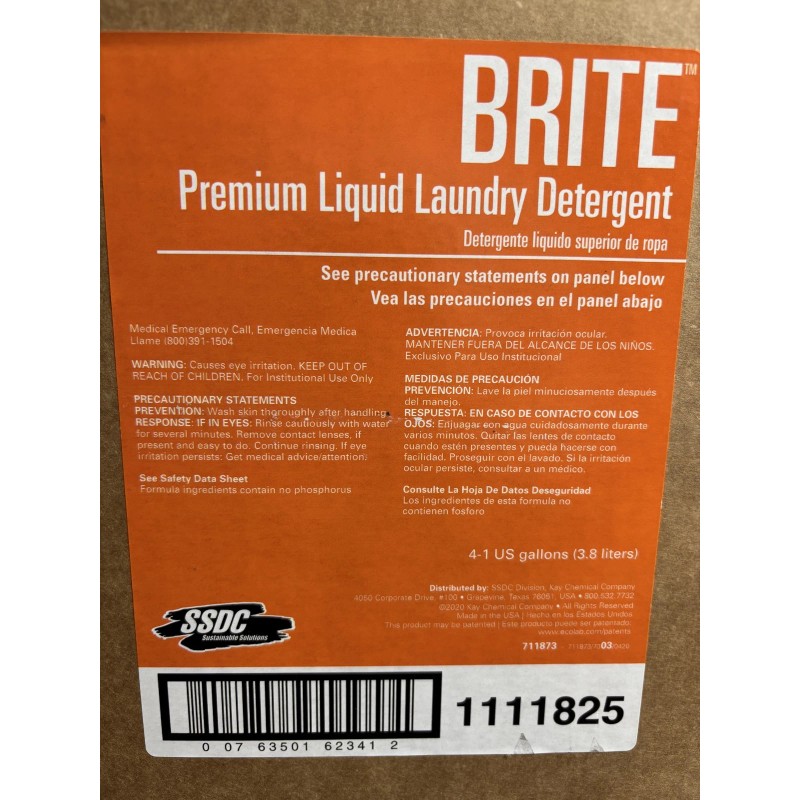 BRITE™
Premium Liquid Laundry Detergent
Detergente liquido superior de ropa
See precautionary statements on panel below
Vea las precauciones en el panel abajo
Medical Emergency Call, Emergencia Medica
Llame (800)391-1504
WARNING: Causes eye irritation. KEEP OUT OF
REACH OF CHILDREN. For Institutional Use Only
PRECAUTIONARY STATEMENTS
PREVENTION: Wash skin thoroughly after handling.
RESPONSE: IF IN EYES: Rinse cautiously with water
for several minutes. Remove contact lenses, if
present and easy to do. Continue rinsing. If eye
irritation persists: Get medical advice/attention.
See Safety Data Sheet
Formula ingredients contain no phosphorus
ADVERTENCIA: Provoca irritación ocular.
MANTENER FUERA DEL ALCANCE DE LOS NIÑOS.
Exclusivo Para Uso Institucional
MEDIDAS DE PRECAUCIÓN
PREVENCIÓN: Lave la piel minuciosamente después
del manejo.
RESPUESTA: EN CASO DE CONTACTO CON LOS
OJOS: Enjuagar con agua cuidadosamente durante
varios minutos. Quitar las lentes de contacto
cuando estén presentes y pueda hacerse con
facilidad. Proseguir con el lavado. Si la irritación
ocular persiste, consultar a un médico.
Consulte La Hoja De Datos Deseguridad
Los ingredientes de esta formula no
contienen fosforo
4-1 US gallons (3.8 liters)
Distributed by: SSDC Division, Kay Chemical Company
4050 Corporate Drive, #100 • Grapevine, Texas 76051, USA • 800.532.7732
©2020 Kay Chemical Company • All Rights Reserved
Made in the USA | Hecho en los Estados Unidos
This product may be patented | Este producto puede ser patentado:
www.ecolab.com/patents
711873 03/0420
SSDC
Sustainable Solutions
1111825
0 07 63501 62341 2